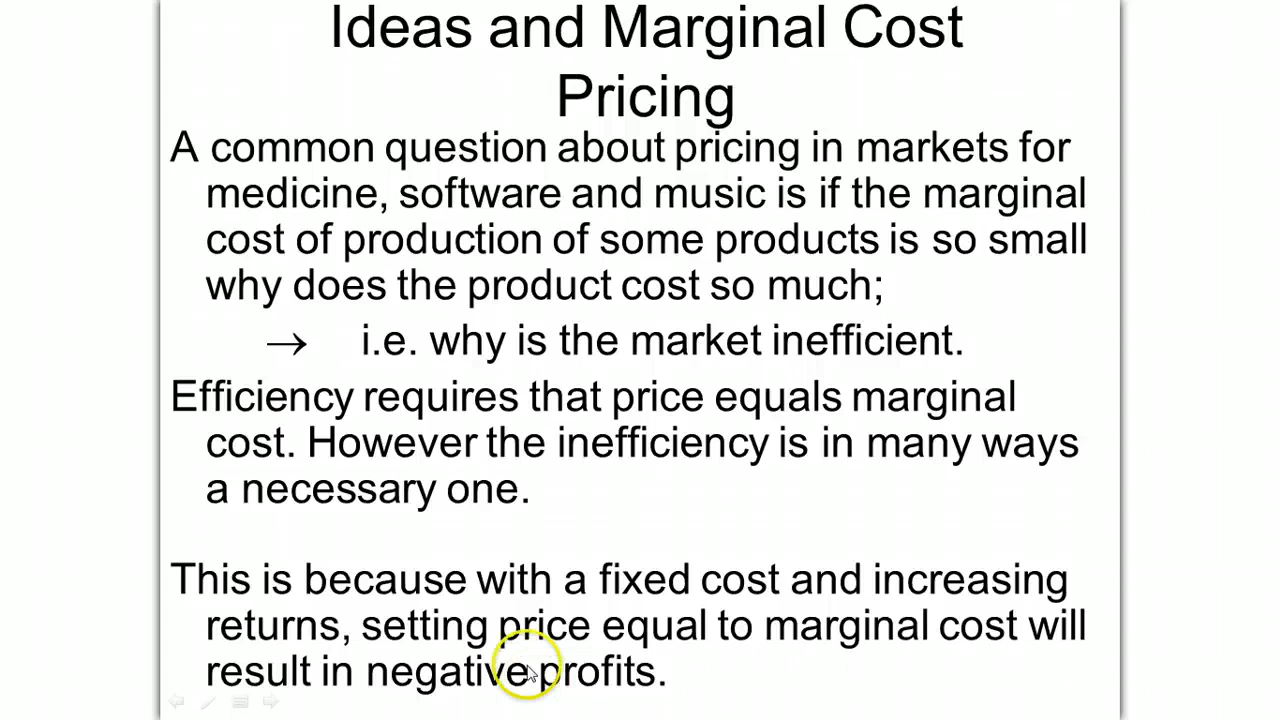 Ideas and Marginal Cost
Pricing
A common question about pricing in markets for
medicine, software and music is if the marginal
cost of production of some products is so small
why does the product cost so much;
→ i.e. why is the market inefficient.
Efficiency requires that price equals marginal
cost. However the inefficiency is in many ways
a necessary one.
This is because with a fixed cost and increasing
returns, setting price equal to marginal cost will
result in negative profits.